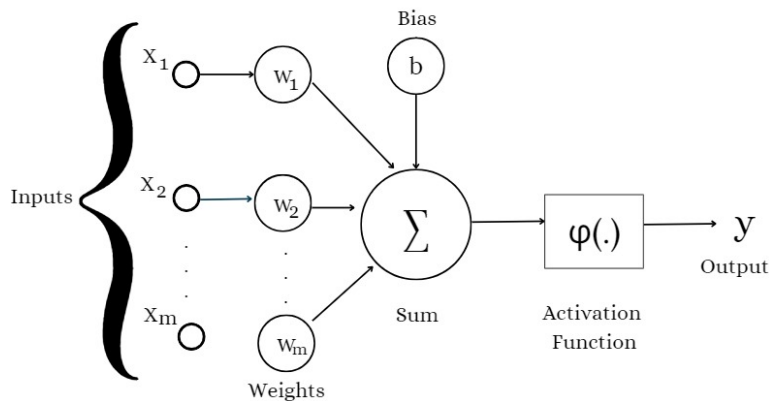 Bias
X1
w1
b
Inputs
X2
w2
∑
φ(.)
y
Output
Xm
wm
Sum
Activation
Function
Weights